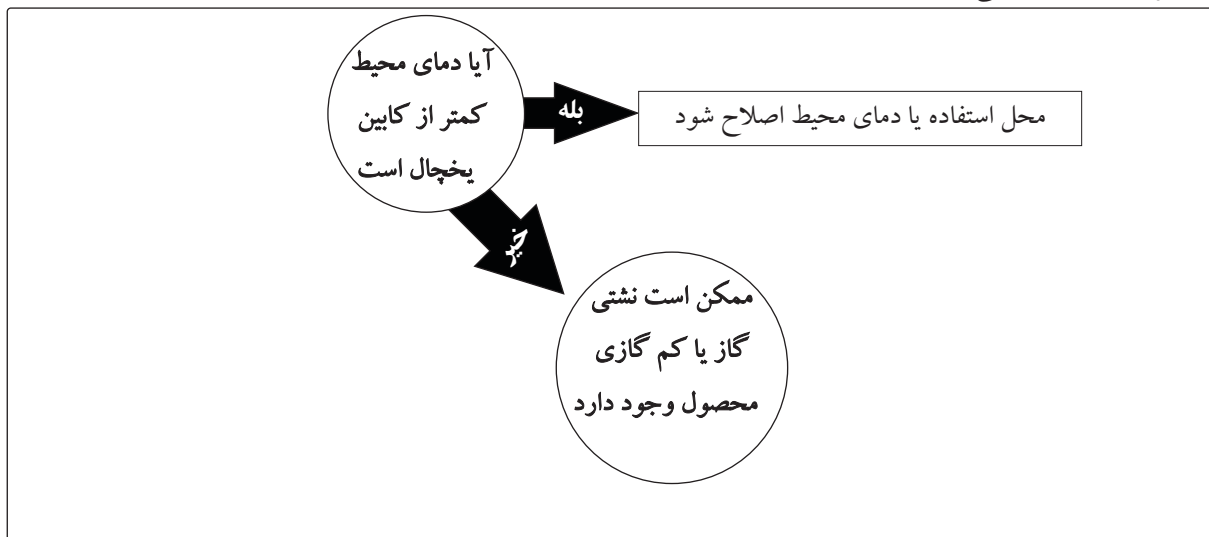 آیا دمای محیط
کمتر از کابین
یخچال است
بله
محل استفاده یا دمای محیط اصلاح شود
خیر
ممکن است نشتی
گاز یا کم گازی
محصول وجود دارد